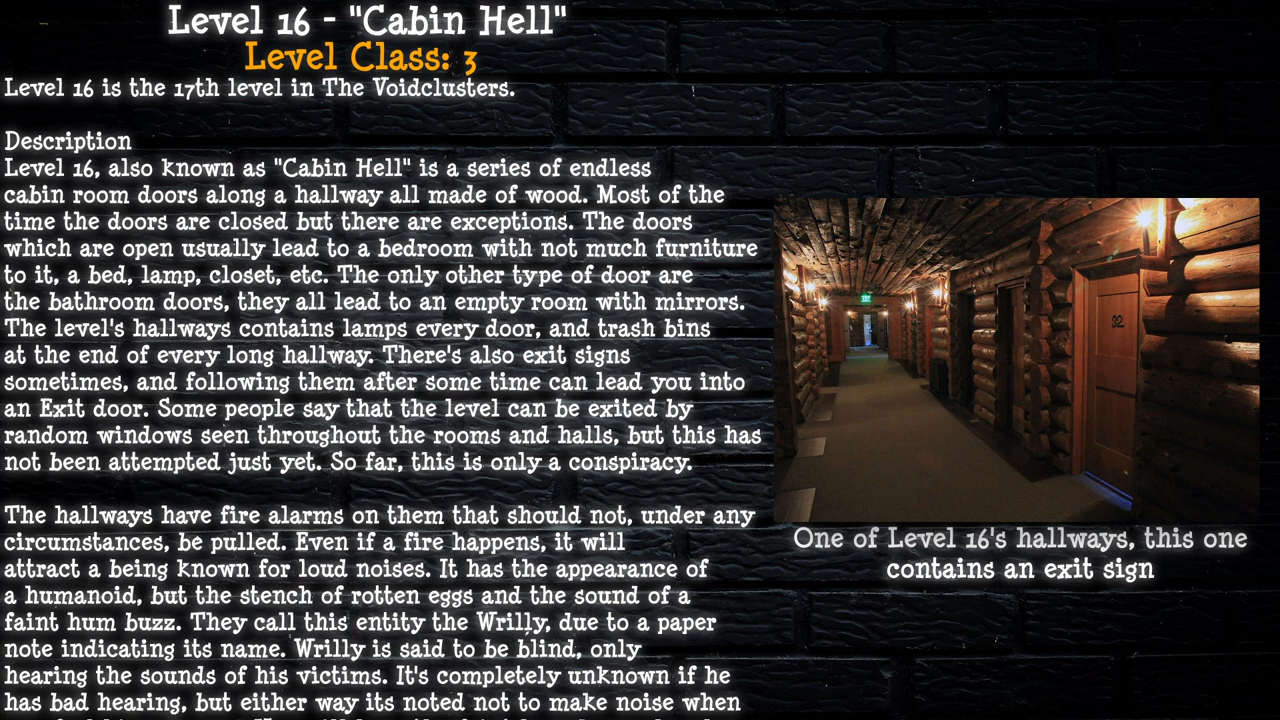 Level 16 - "Cabin Hell"
Level Class: 3
Level 16 is the 17th level in The Voidclusters.
Description
Level 16, also known as "Cabin Hell" is a series of endless
cabin room doors along a hallway all made of wood. Most of the
time the doors are closed but there are exceptions. The doors
which are open usually lead to a bedroom with not much furniture
to it, a bed, lamp, closet, etc. The only other type of door are
the bathroom doors, they all lead to an empty room with mirrors.
The level's hallways contains lamps every door, and trash bins
at the end of every long hallway. There's also exit signs
sometimes, and following them after some time can lead you into
an Exit door. Some people say that the level can be exited by
random windows seen throughout the rooms and halls, but this has
not been attempted just yet. So far, this is only a conspiracy.
The hallways have fire alarms on them that should not, under any
circumstances, be pulled. Even if a fire happens, it will
attract a being known for loud noises. It has the appearance of
a humanoid, but the stench of rotten eggs and the sound of a
faint hum buzz. They call this entity the Wrilly, due to a paper
note indicating its name. Wrilly is said to be blind, only
hearing the sounds of his victims. It's completely unknown if he
has bad hearing, but either way its noted not to make noise when
32
One of Level 16's hallways, this one
contains an exit sign